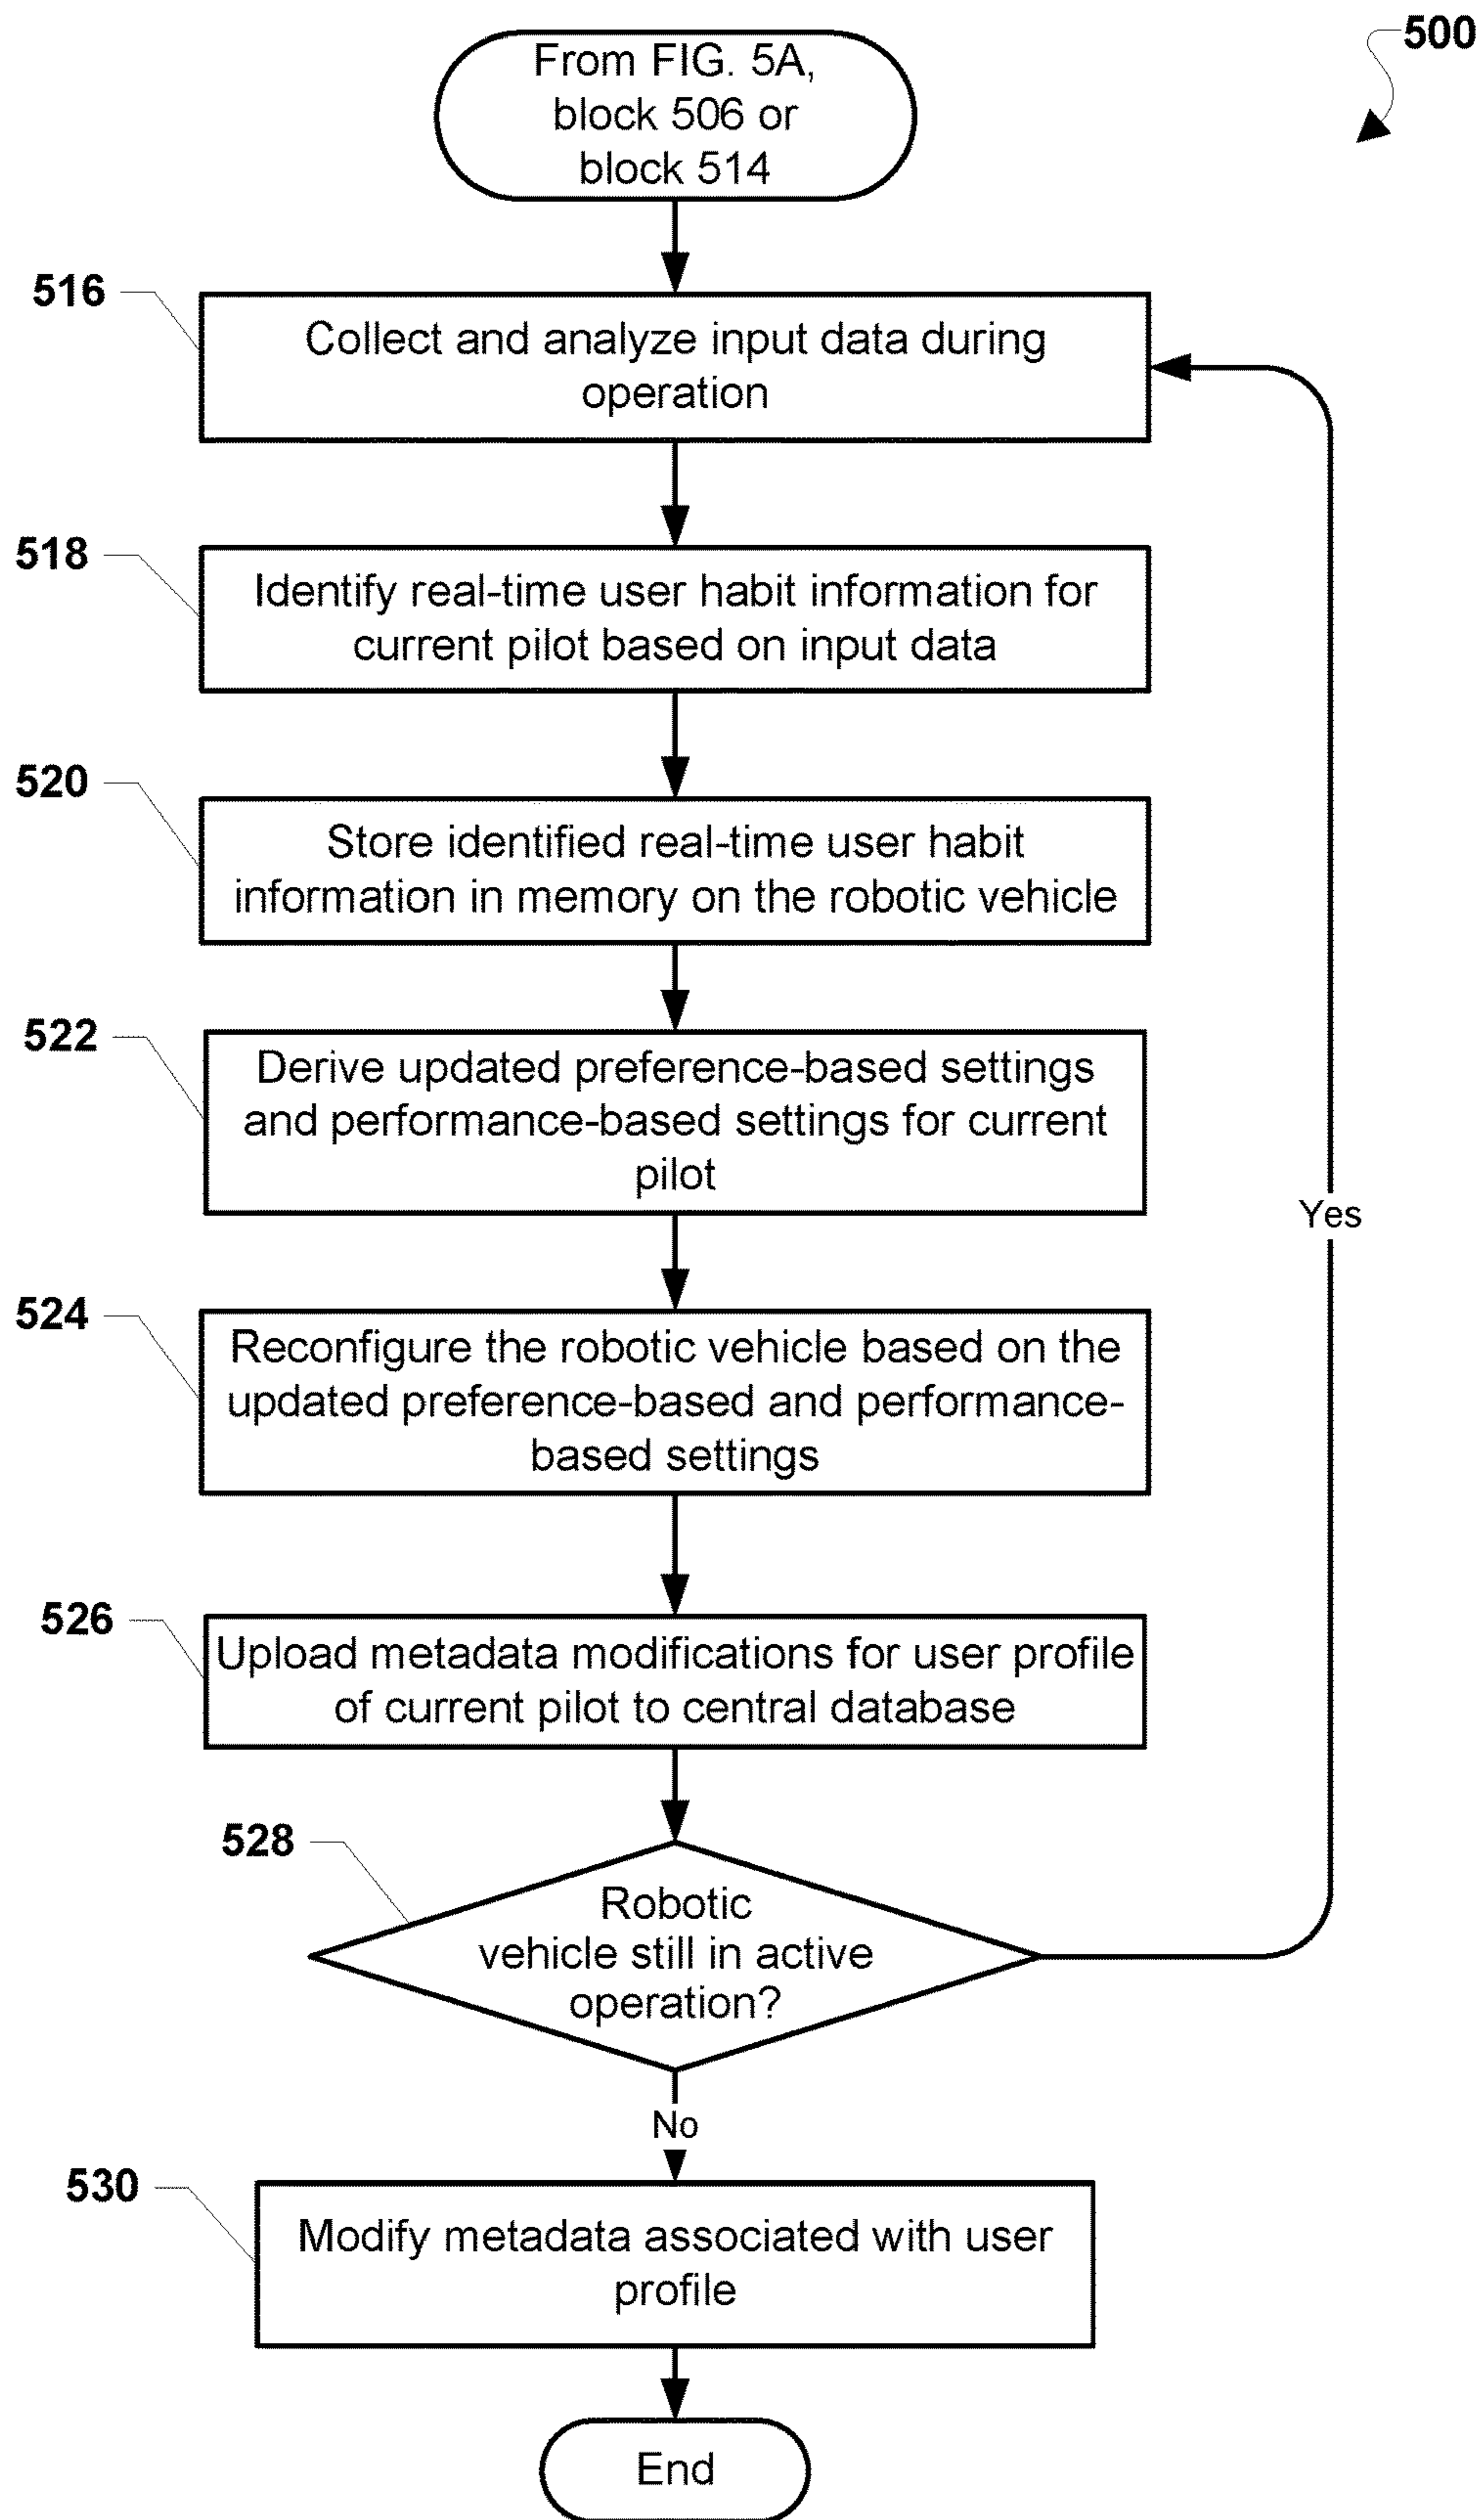 500
From FIG. 5A,
block 506 or
block 514
516
Collect and analyze input data during
operation
518
Identify real-time user habit information for
current pilot based on input data
520
Store identified real-time user habit
information in memory on the robotic vehicle
522
Derive updated preference-based settings
and performance-based settings for current
pilot
Yes
524
Reconfigure the robotic vehicle based on the
updated preference-based and performance-
based settings
526
Upload metadata modifications for user profile
of current pilot to central database
528
Robotic
vehicle still in active
operation?
No
530
Modify metadata associated with user
profile
End